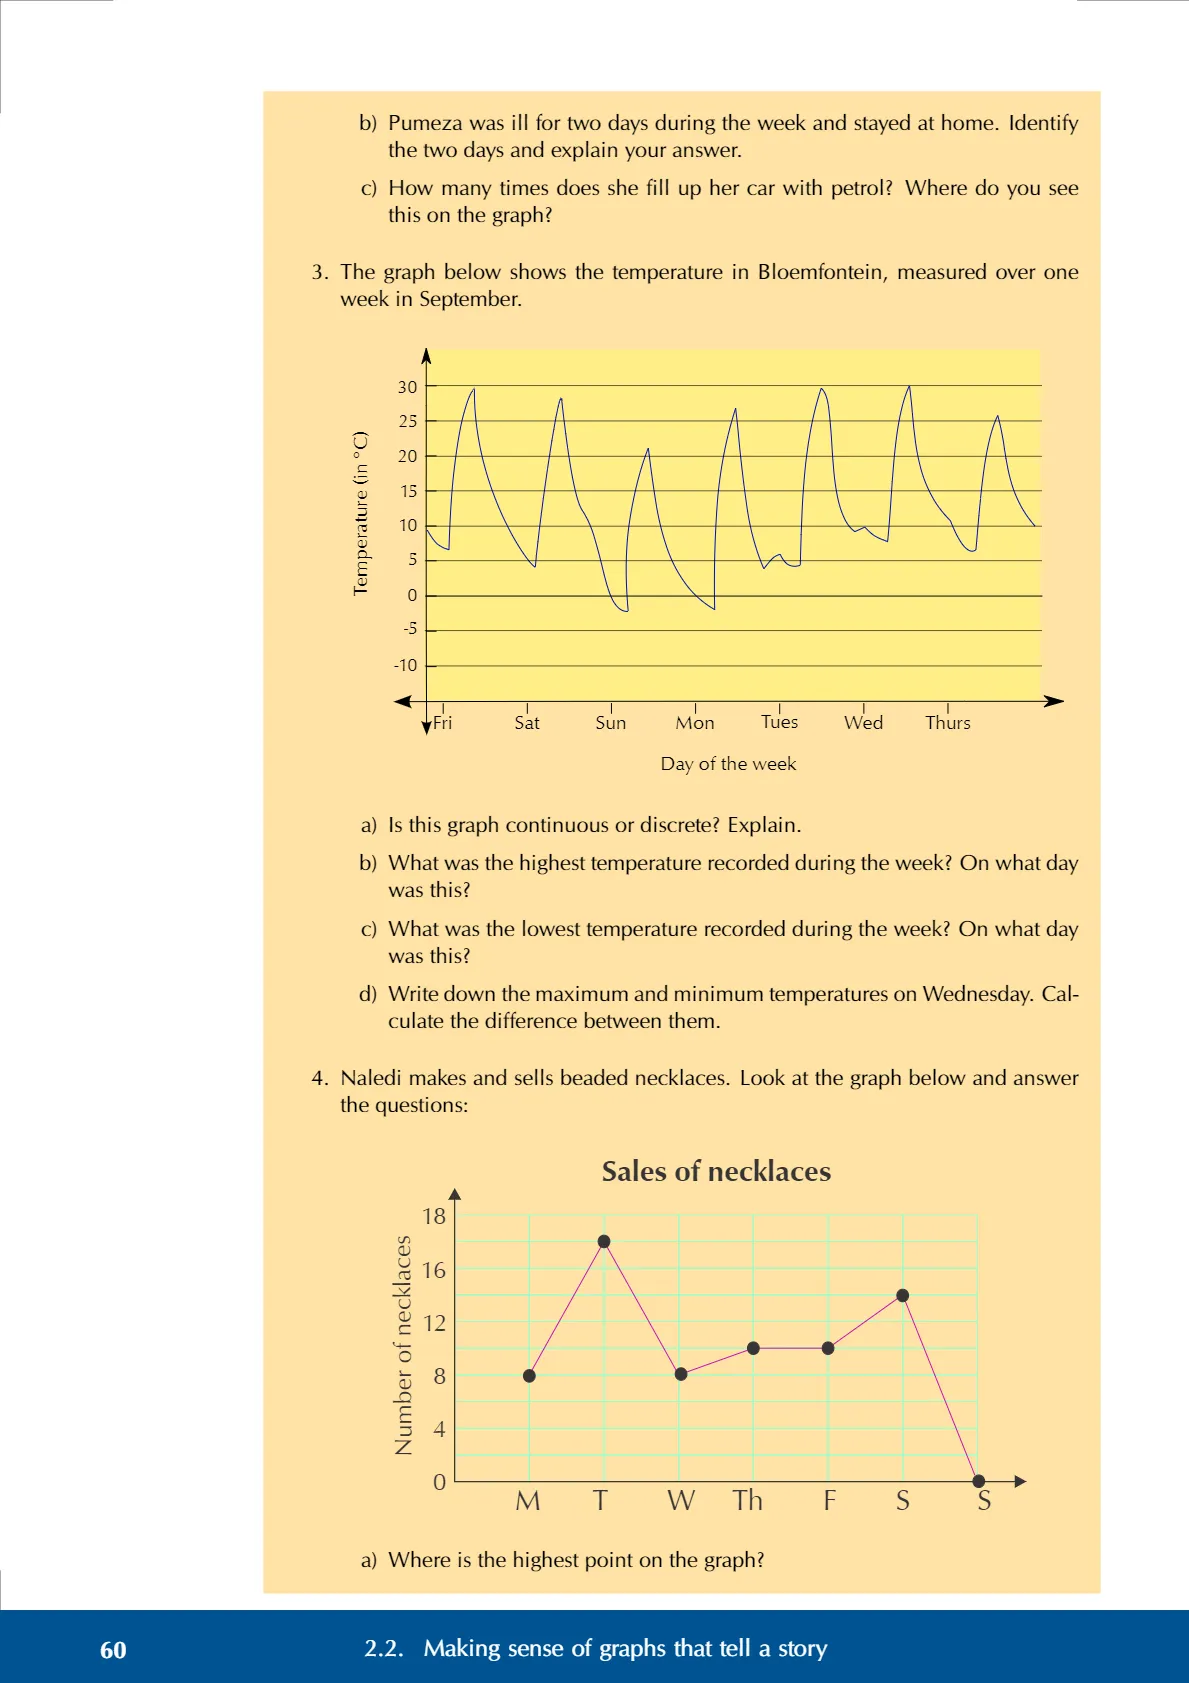 b) Pumeza was ill for two days during the week and stayed at home. Identify
the two days and explain your answer.
c) How many times does she fill up her car with petrol? Where do you see
this on the graph?
3. The graph below shows the temperature in Bloemfontein, measured over one
week in September.
Temperature (in °C)
30
25
20
15
10
5
0
-5
-10
Fri Sat Sun Mon Tues Wed Thurs
Day of the week
a) Is this graph continuous or discrete? Explain.
b) What was the highest temperature recorded during the week? On what day
was this?
c) What was the lowest temperature recorded during the week? On what day
was this?
d) Write down the maximum and minimum temperatures on Wednesday. Cal-
culate the difference between them.
4. Naledi makes and sells beaded necklaces. Look at the graph below and answer
the questions:
Sales of necklaces
Number of necklaces
18
16
12
8
4
0
M T W Th F S S
a) Where is the highest point on the graph?
60 2.2. Making sense of graphs that tell a story